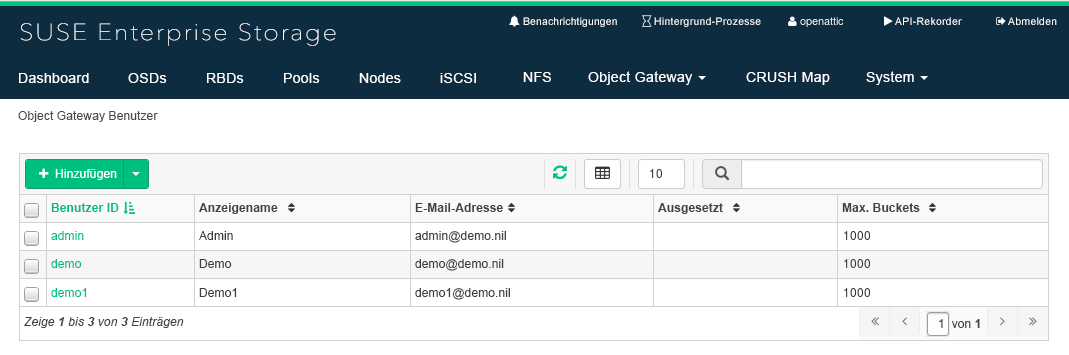 Benachrichtigungen Hintergrund-Prozesse openattic API-Rekorder Abmelden
SUSE Enterprise Storage
Dashboard OSDs RBDs Pools Nodes iSCSI NFS Object Gateway CRUSH Map System
Object Gateway Benutzer
Hinzufügen 10
Benutzer ID Anzeigename E-Mail-Adresse Ausgesetzt Max. Buckets
admin Admin admin@demo.nil 1000
demo Demo demo@demo.nil 1000
demo1 Demo1 demo1@demo.nil 1000
Zeige 1 bis 3 von 3 Einträgen « ‹ 1 von 1 › »